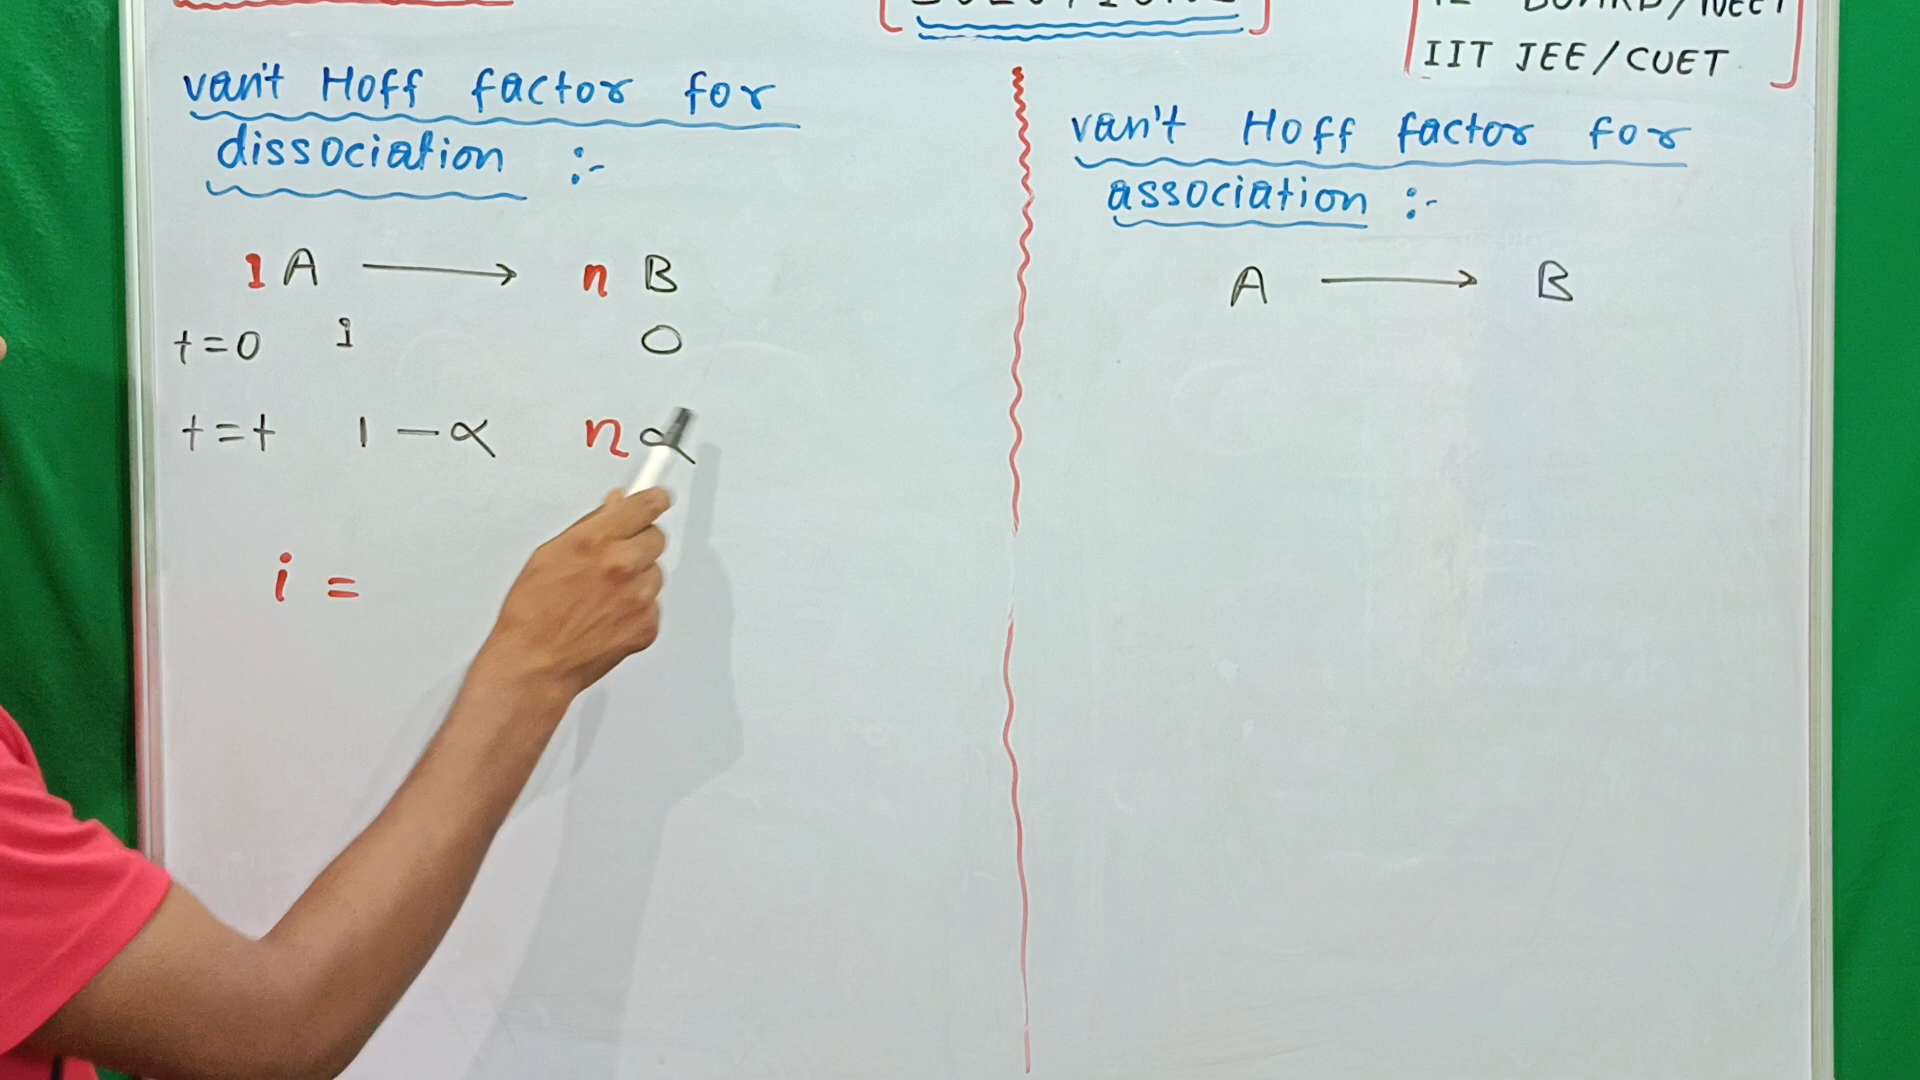 IIT JEE/CUET
van't Hoff factor for
dissociation :-
1 A ⟶ n B
t=0 1 0
t=t 1-α nα
i =
van't Hoff factor for
association :-
A ⟶ B